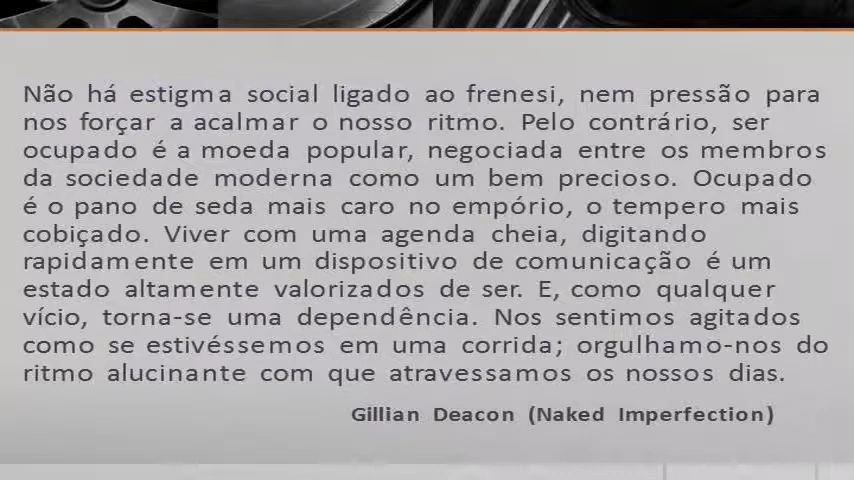 Não há estigma social ligado ao frenesi, nem pressão para
nos forçar a acalmar o nosso ritmo. Pelo contrário, ser
ocupado é a moeda popular, negociada entre os membros
da sociedade moderna como um bem precioso. Ocupado
é o pano de seda mais caro no empório, o tempero mais
cobiçado. Viver com uma agenda cheia, digitando
rapidamente em um dispositivo de comunicação é um
estado altamente valorizados de ser. E, como qualquer
vício, torna-se uma dependência. Nos sentimos agitados
como se estivéssemos em uma corrida; orgulhamo-nos do
ritmo alucinante com que atravessamos os nossos dias.
Gillian Deacon (Naked Imperfection)